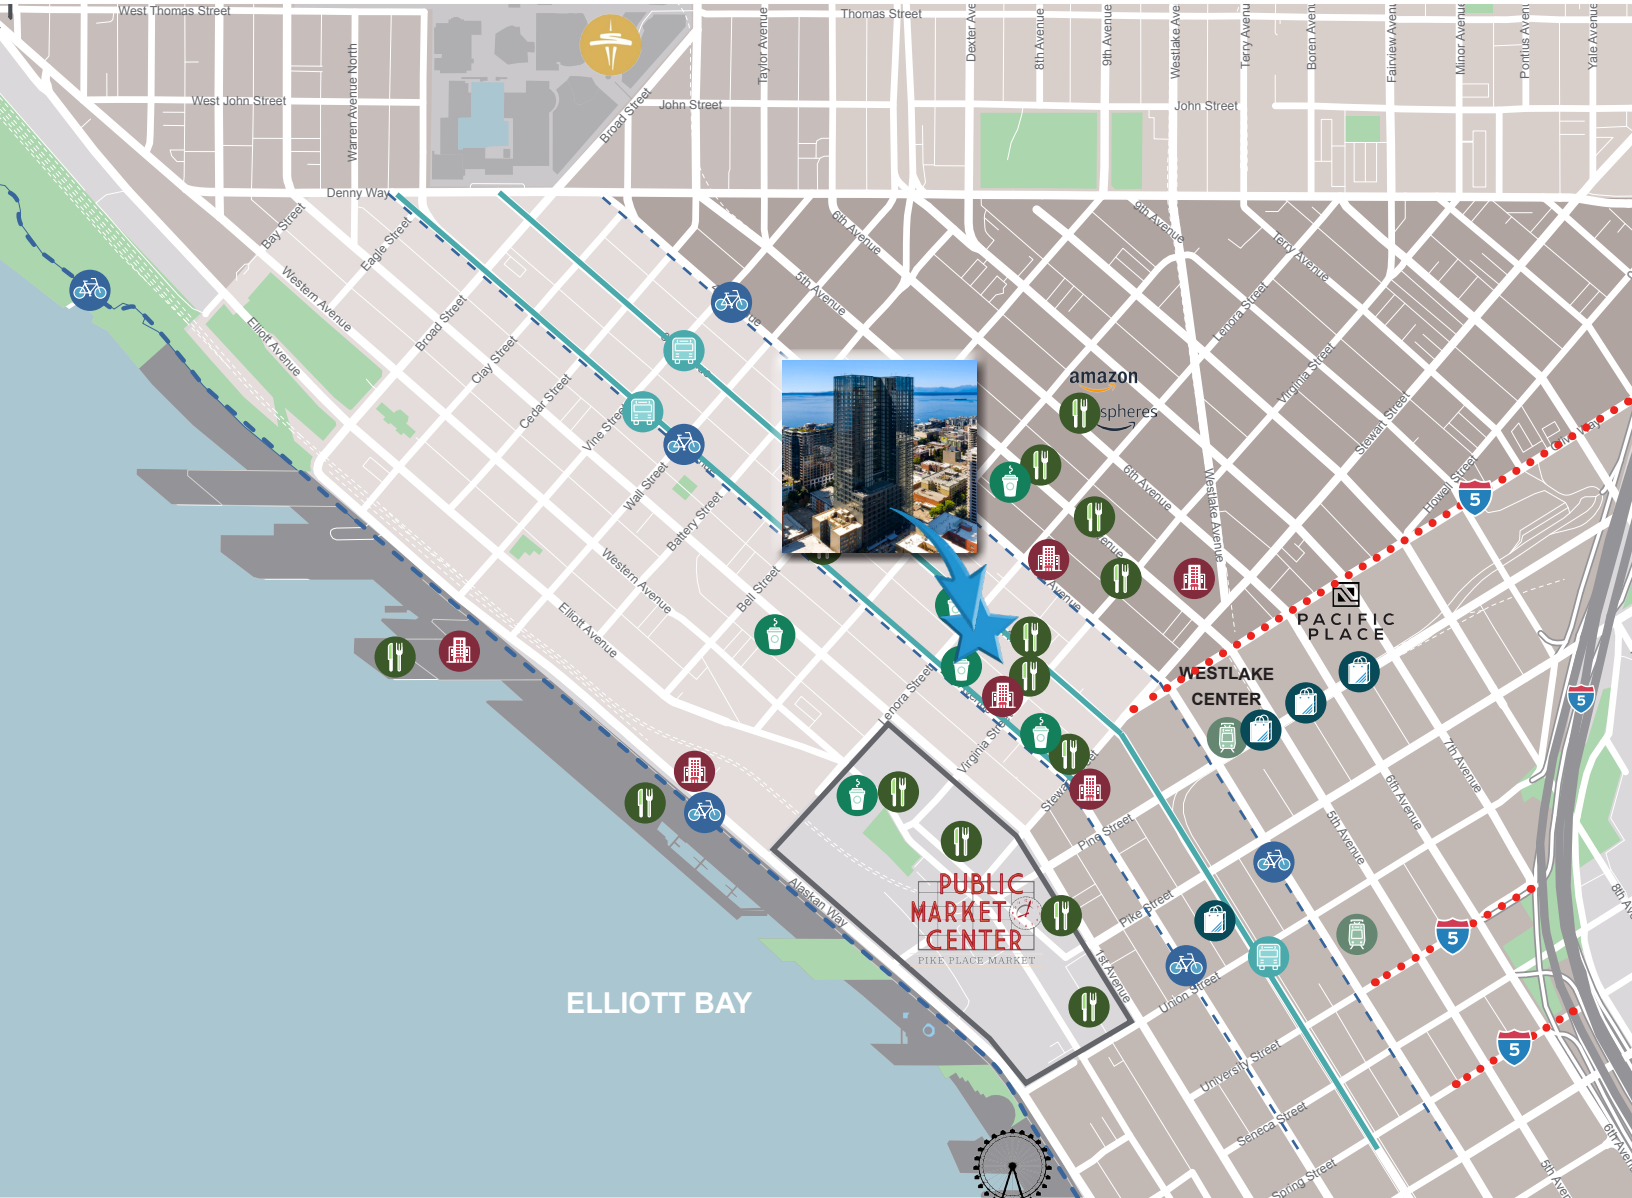 West Thomas Street
Thomas Street
Taylor Avenue
Dexter Ave
8th Avenue
9th Avenue
Westlake Ave
Terry Avenue
Boren Avenue
Fairview Avenue
Minor Avenue
Pontius Avenue
Yale Avenue
West John Street
Warren Avenue North
Broad Street
John Street
John Street
Denny Way
Bay Street
Eagle Street
6th Avenue
9th Avenue
Terry Avenue
Western Avenue
5th Avenue
Lenora Street
Elliott Avenue
Broad Street
Clay Street
Virginia Street
amazon
spheres
Cedar Street
Vine Street
Stewart Street
Wall Street
6th Avenue
Westlake Avenue
Howell Street
5
Battery Street
Western Avenue
Bell Street
Elliott Avenue
Avenue
PACIFIC
PLACE
WESTLAKE
CENTER
5
Lenora Street
Virginia Street
7th Avenue
6th Avenue
5th Avenue
Pine Street
Alaskan Way
PUBLIC
MARKET
CENTER
PIKE PLACE MARKET
Pike Street
1st Avenue
5
Union Street
ELLIOTT BAY
5
University Street
Seneca Street
Spring Street